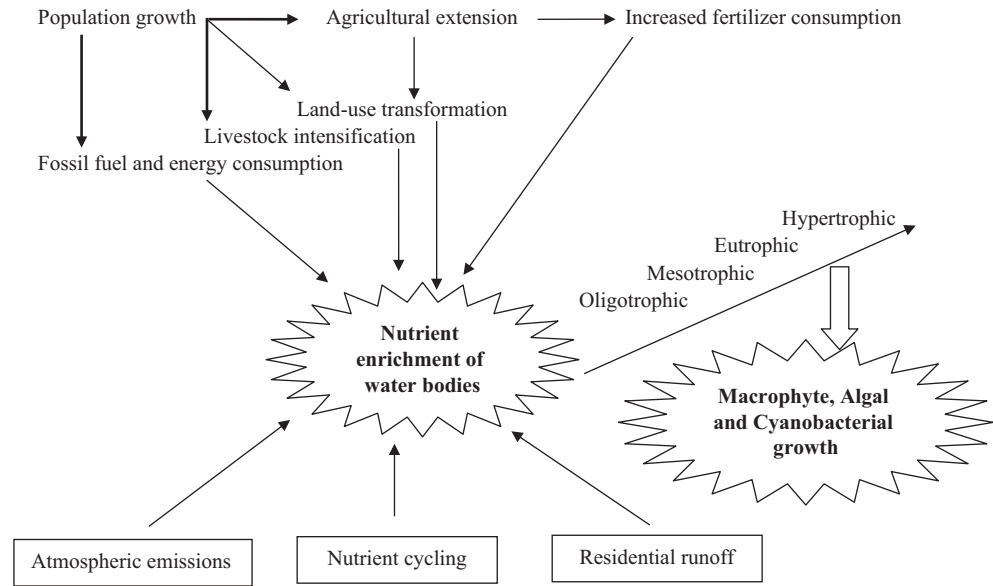 Population growth
Agricultural extension
Increased fertilizer consumption
Land-use transformation
Livestock intensification
Fossil fuel and energy consumption
Hypertrophic
Eutrophic
Mesotrophic
Oligotrophic
Nutrient
enrichment of
water bodies
Macrophyte, Algal
and Cyanobacterial
growth
Atmospheric emissions
Nutrient cycling
Residential runoff